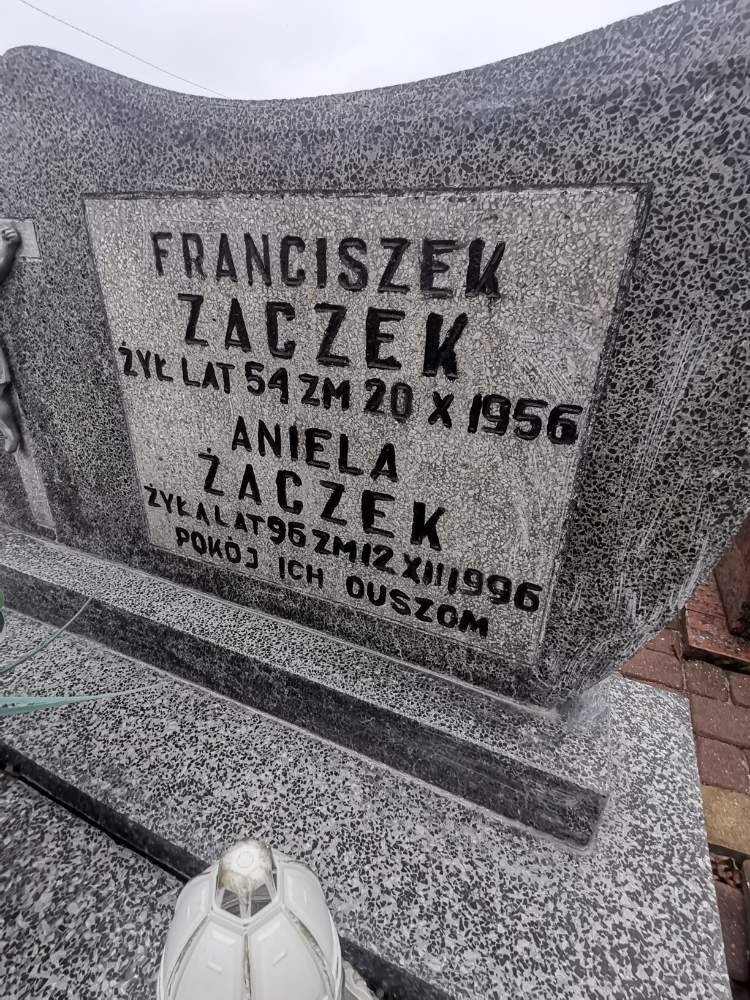 FRANCISZEK
ŻACZEK
ŻYŁ LAT 54 ZM 20 X 1956
ANIELA
ŻACZEK
ŻYŁA LAT 96 ZM 12 XII 1996
POKÓJ ICH DUSZOM